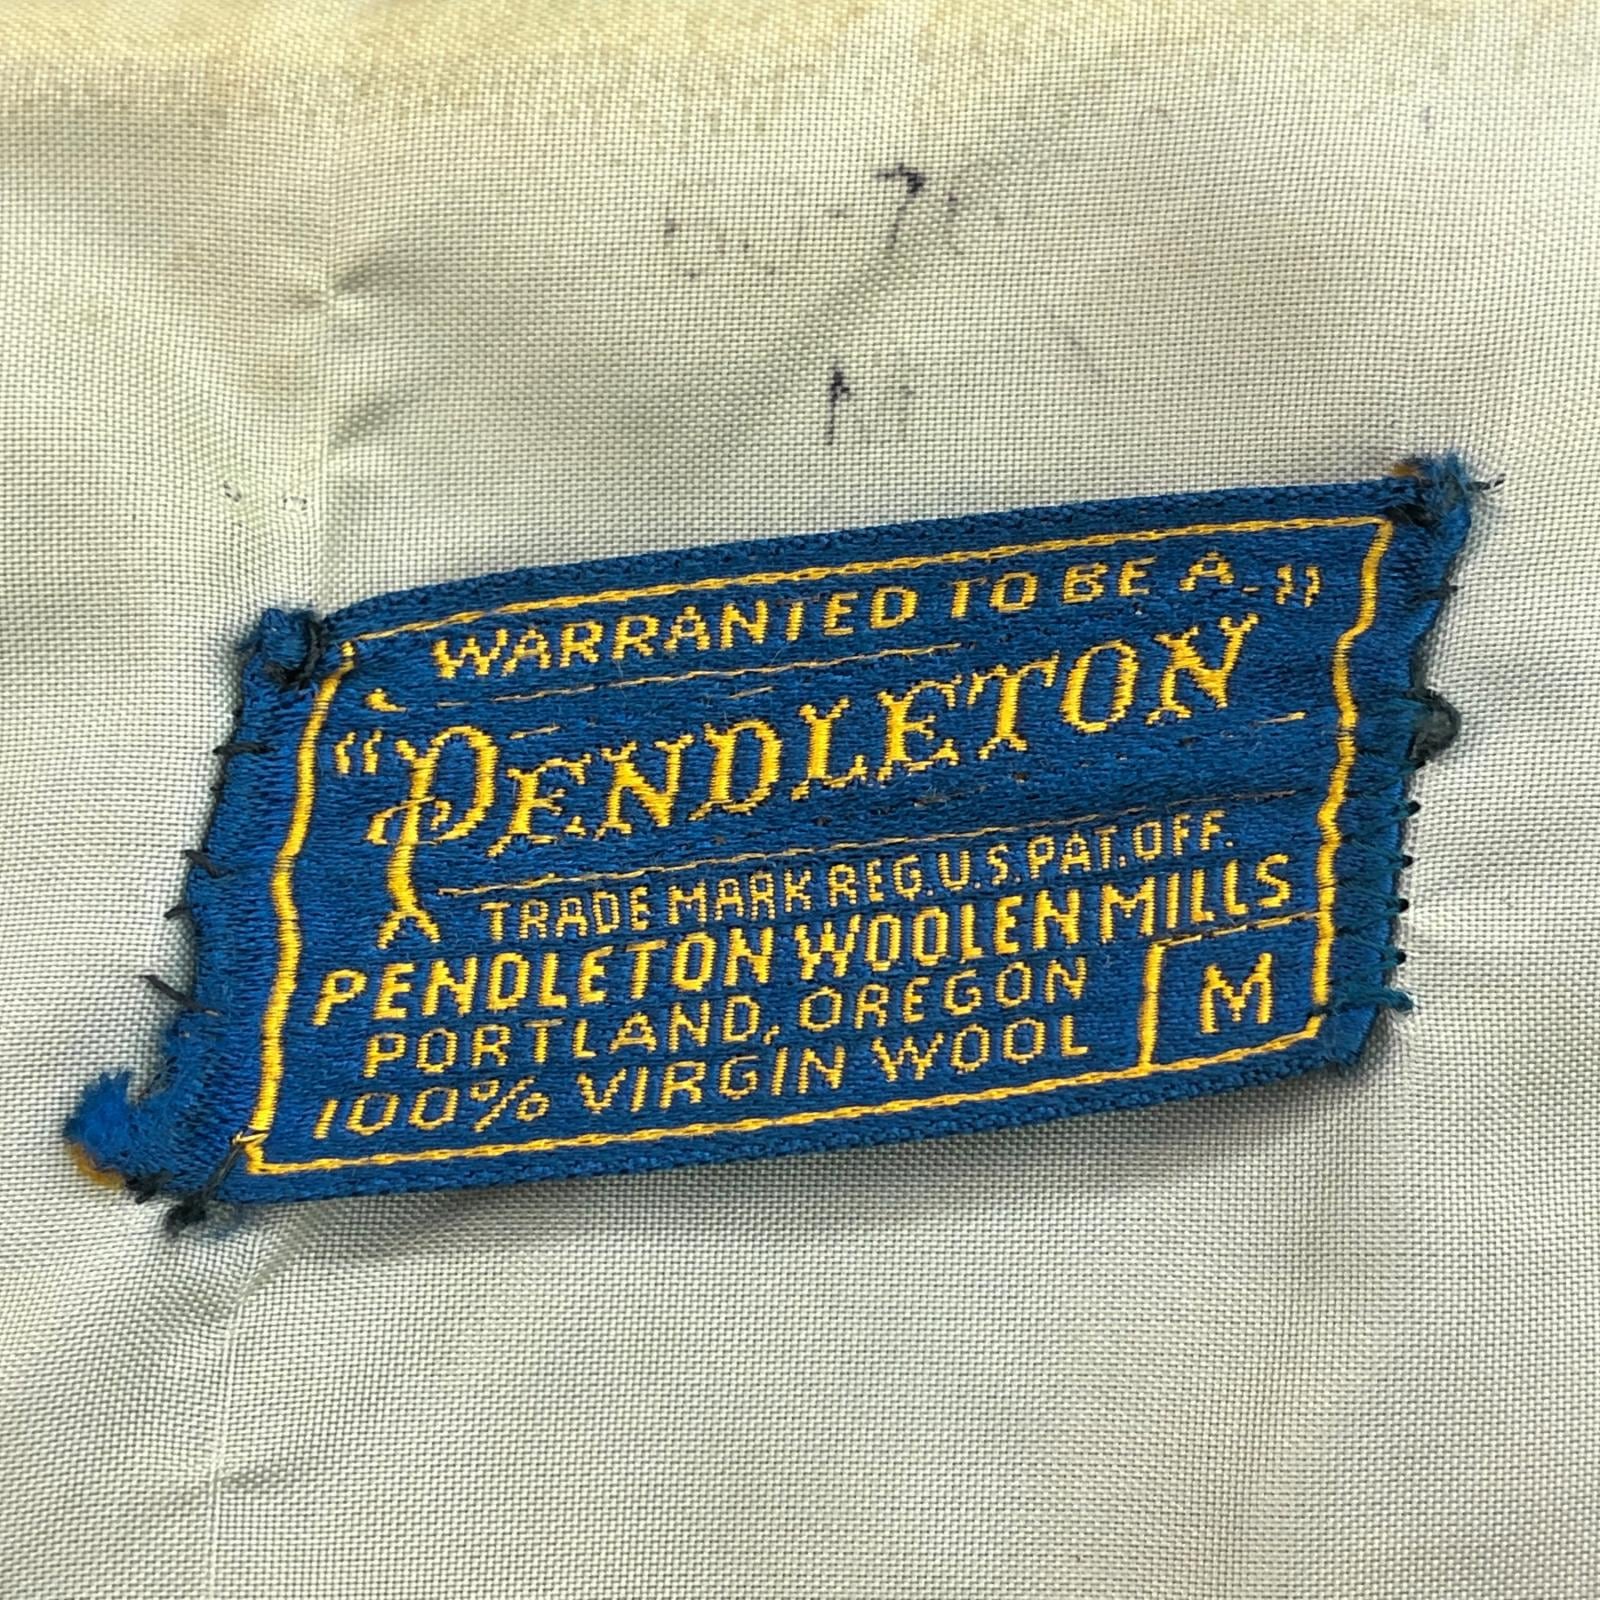 WARRANTED TO BE A
"PENDLETON"
TRADE MARK REG. U.S. PAT. OFF.
PENDLETON WOOLEN MILLS
PORTLAND, OREGON
M
100% VIRGIN WOOL